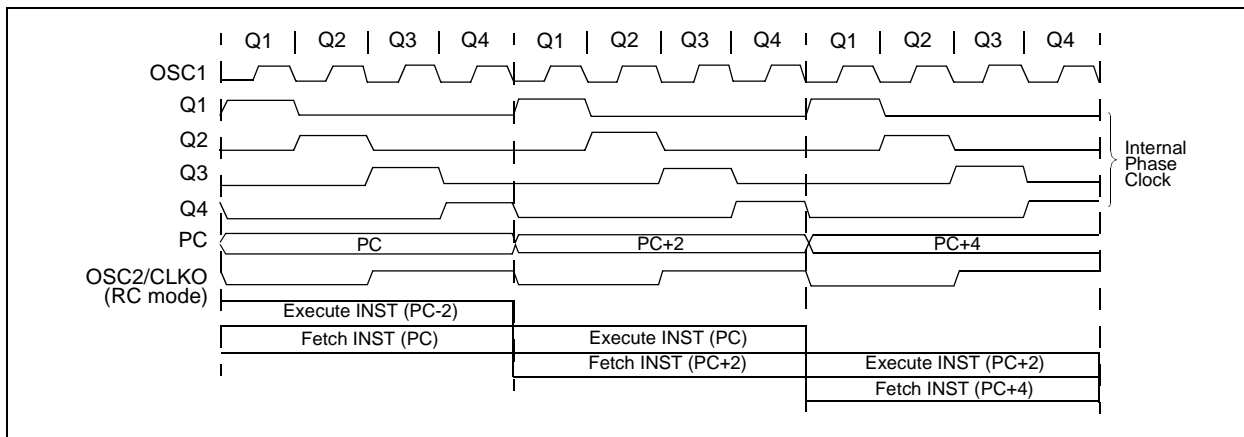 Q1 Q2 Q3 Q4 Q1 Q2 Q3 Q4 Q1 Q2 Q3 Q4
OSC1
Q1
Q2
Q3
Q4
Internal
Phase
Clock
PC PC PC+2 PC+4
OSC2/CLKO
(RC mode)
Execute INST (PC-2)
Fetch INST (PC) Execute INST (PC)
Fetch INST (PC+2) Execute INST (PC+2)
Fetch INST (PC+4)